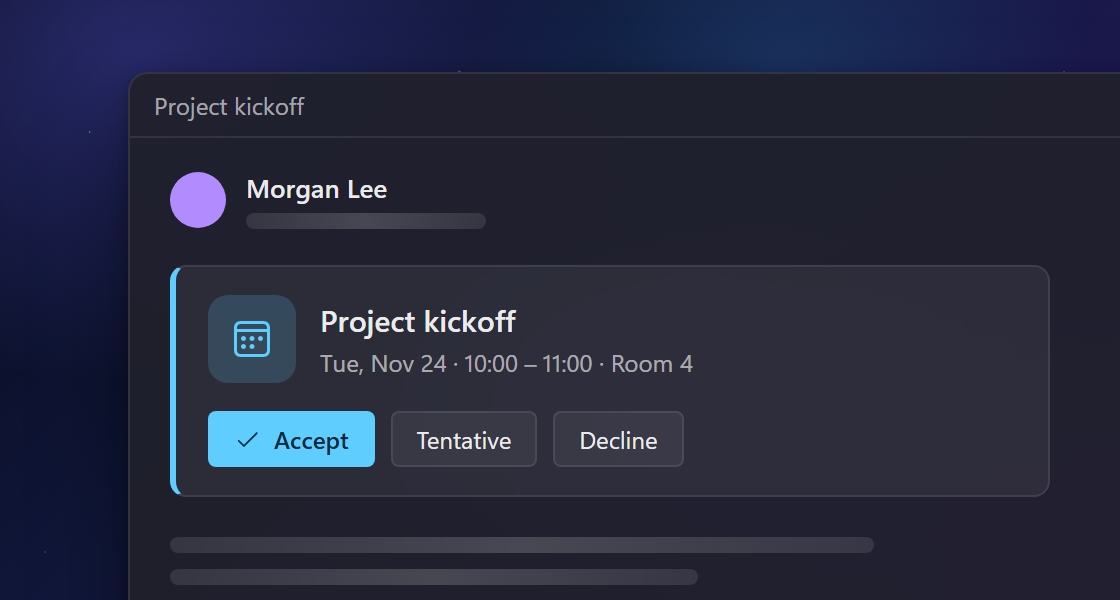 Project kickoff
Morgan Lee
Project kickoff
Tue, Nov 24 · 10:00 – 11:00 · Room 4
Accept
Tentative
Decline